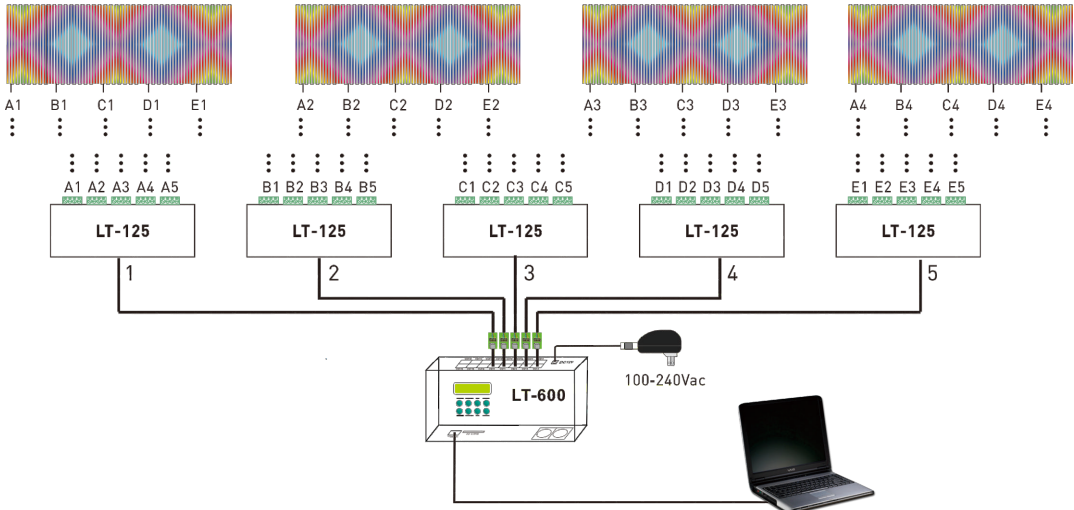 A1 B1 C1 D1 E1 A2 B2 C2 D2 E2 A3 B3 C3 D3 E3 A4 B4 C4 D4 E4
A1 A2 A3 A4 A5 B1 B2 B3 B4 B5 C1 C2 C3 C4 C5 D1 D2 D3 D4 D5 E1 E2 E3 E4 E5
LT-125 LT-125 LT-125 LT-125 LT-125
1 2 3 4 5
100-240Vac
LT-600